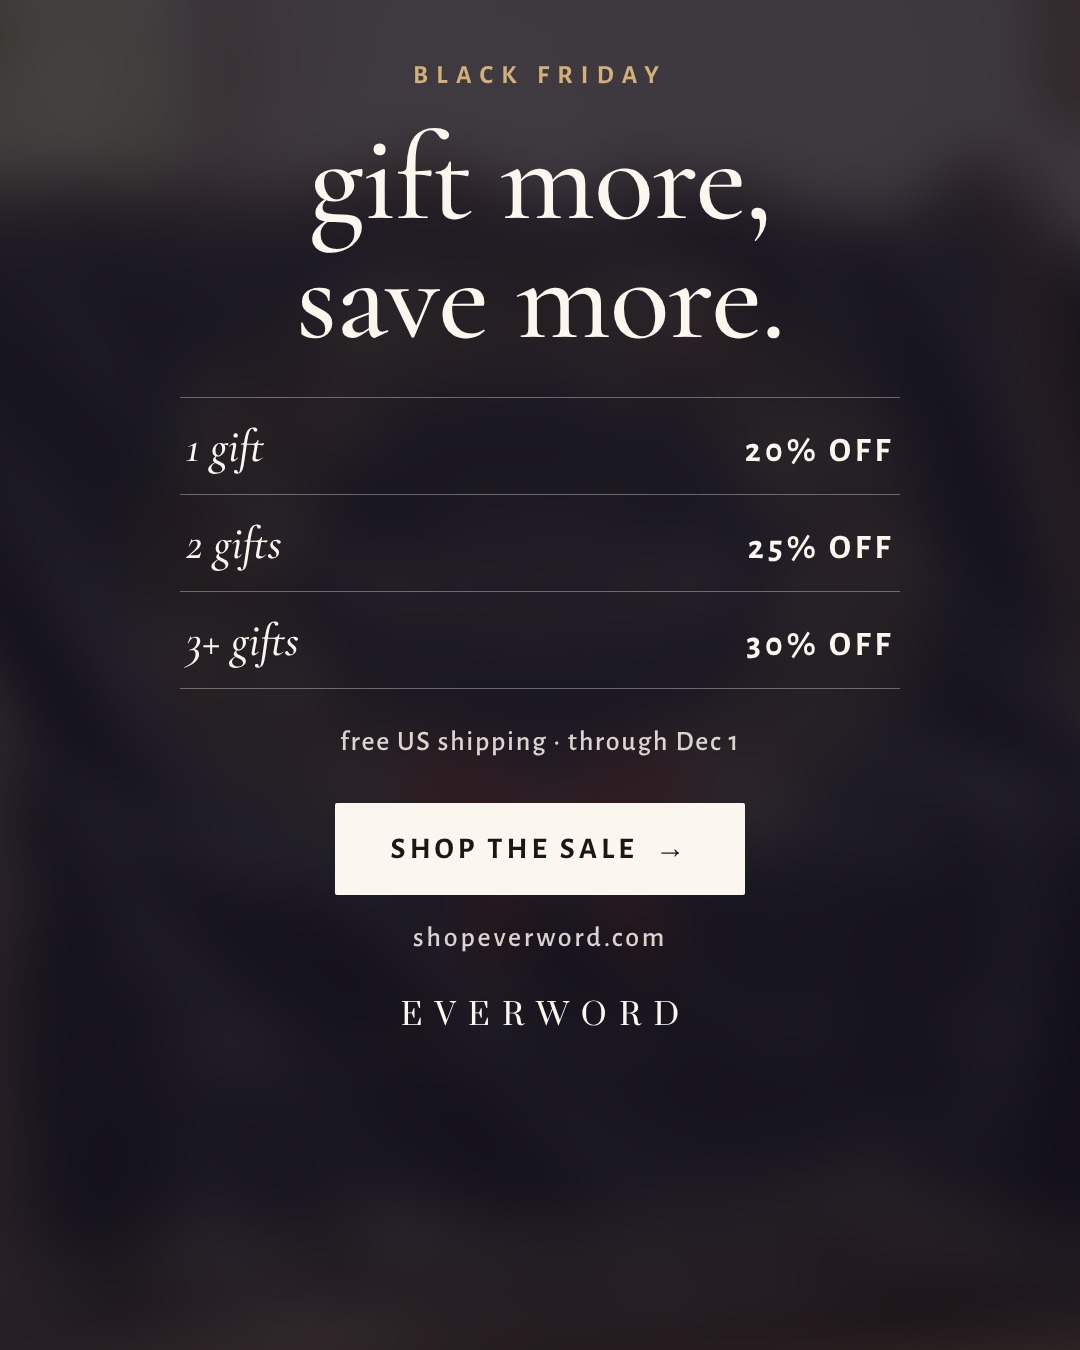 BLACK FRIDAY
gift more,
save more.
1 gift 20% OFF
2 gifts 25% OFF
3+ gifts 30% OFF
free US shipping · through Dec 1
SHOP THE SALE →
shopeverword.com
EVERWORD